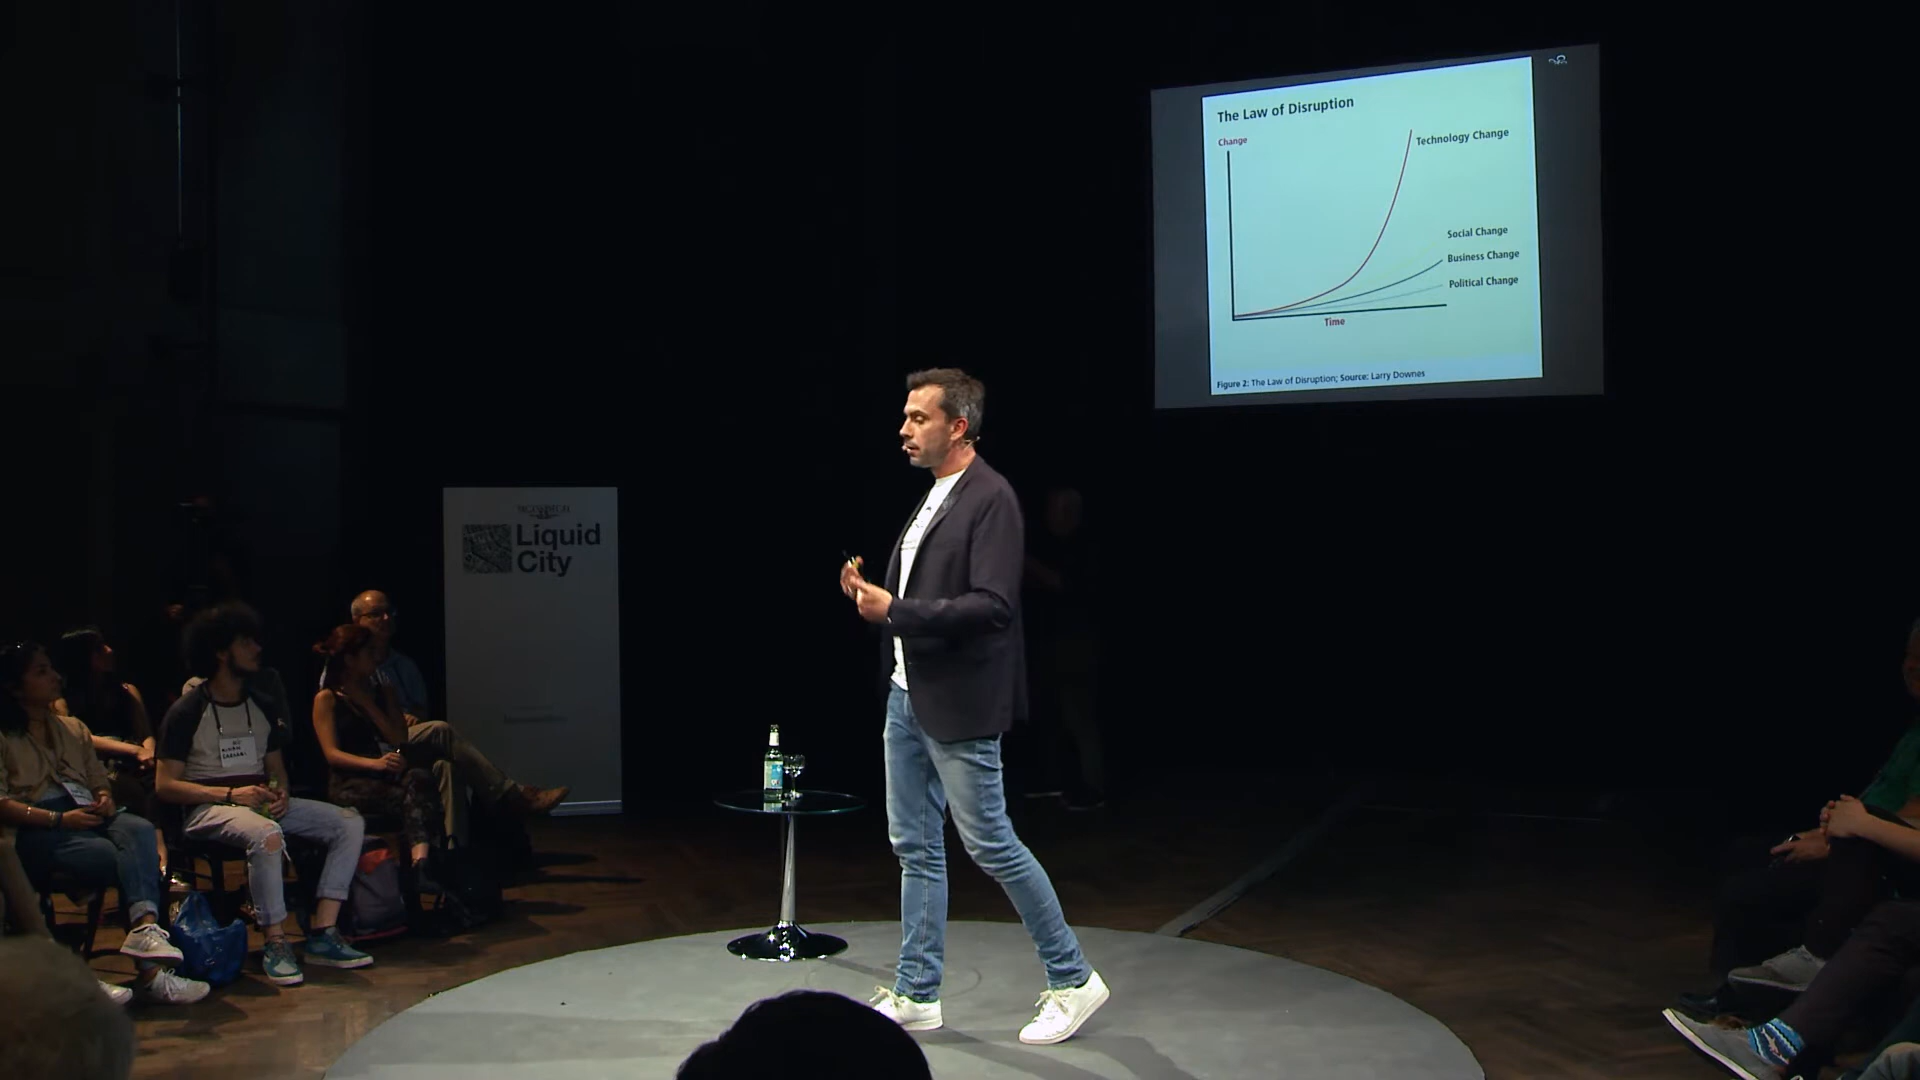 The Law of Disruption
Change
Technology Change
Social Change
Business Change
Political Change
Time
Figure 2: The Law of Disruption; Source: Larry Downes
Liquid
City